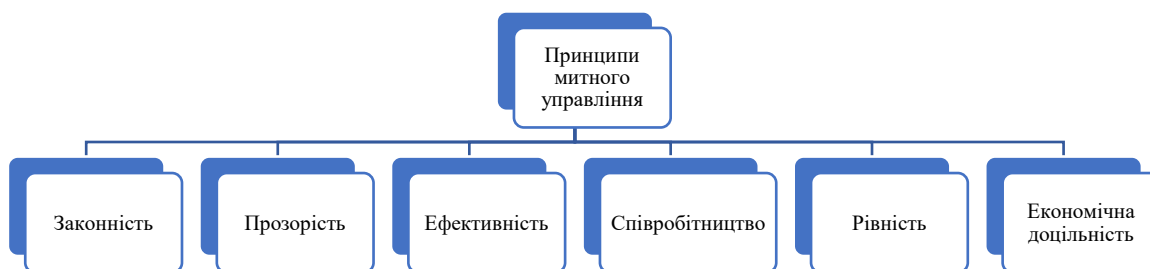 Принципи
митного
управління
Законність
Прозорість
Ефективність
Співробітництво
Рівність
Економічна
доцільність